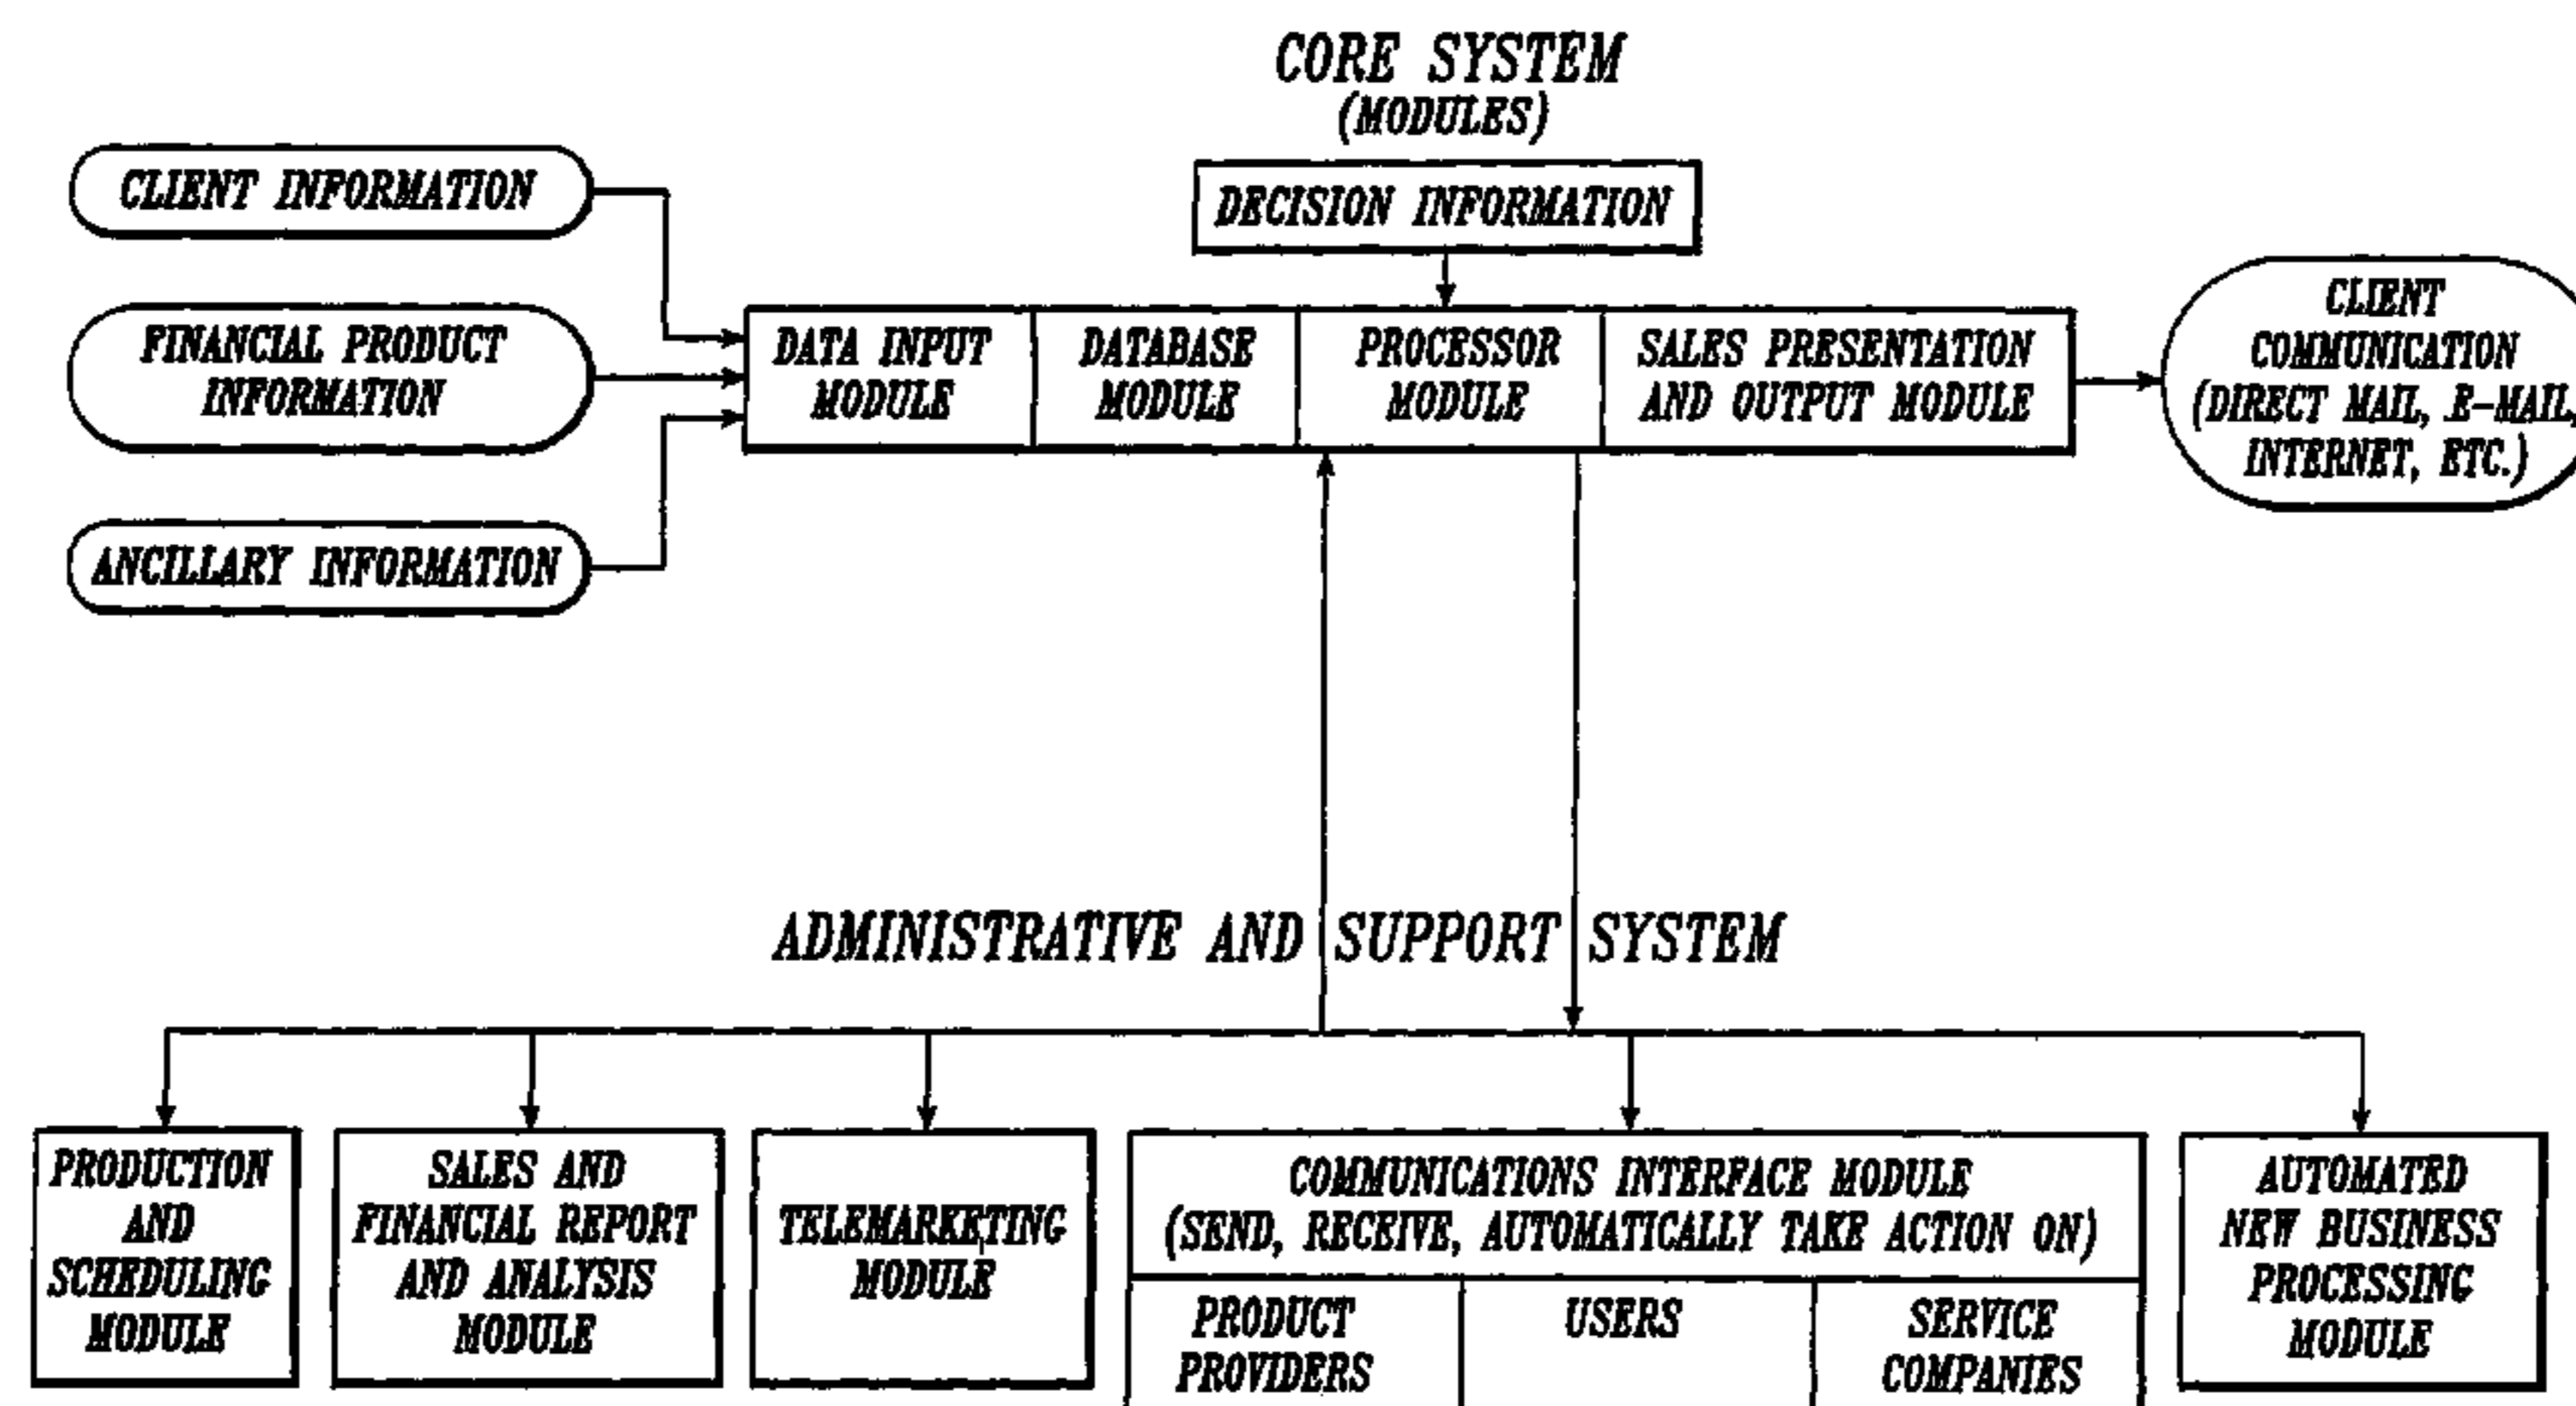 CORE SYSTEM
(MODULES)
CLIENT INFORMATION
DECISION INFORMATION
FINANCIAL PRODUCT
INFORMATION
DATA INPUT
MODULE
DATABASE
MODULE
PROCESSOR
MODULE
SALES PRESENTATION
AND OUTPUT MODULE
CLIENT
COMMUNICATION
(DIRECT MAIL, E-MAIL,
INTERNET, ETC.)
ANCILLARY INFORMATION
ADMINISTRATIVE AND SUPPORT SYSTEM
PRODUCTION
AND
SCHEDULING
MODULE
SALES AND
FINANCIAL REPORT
AND ANALYSIS
MODULE
TELEMARKETING
MODULE
COMMUNICATIONS INTERFACE MODULE
(SEND, RECEIVE, AUTOMATICALLY TAKE ACTION ON)
PRODUCT
PROVIDERS
USERS
SERVICE
COMPANIES
AUTOMATED
NEW BUSINESS
PROCESSING
MODULE